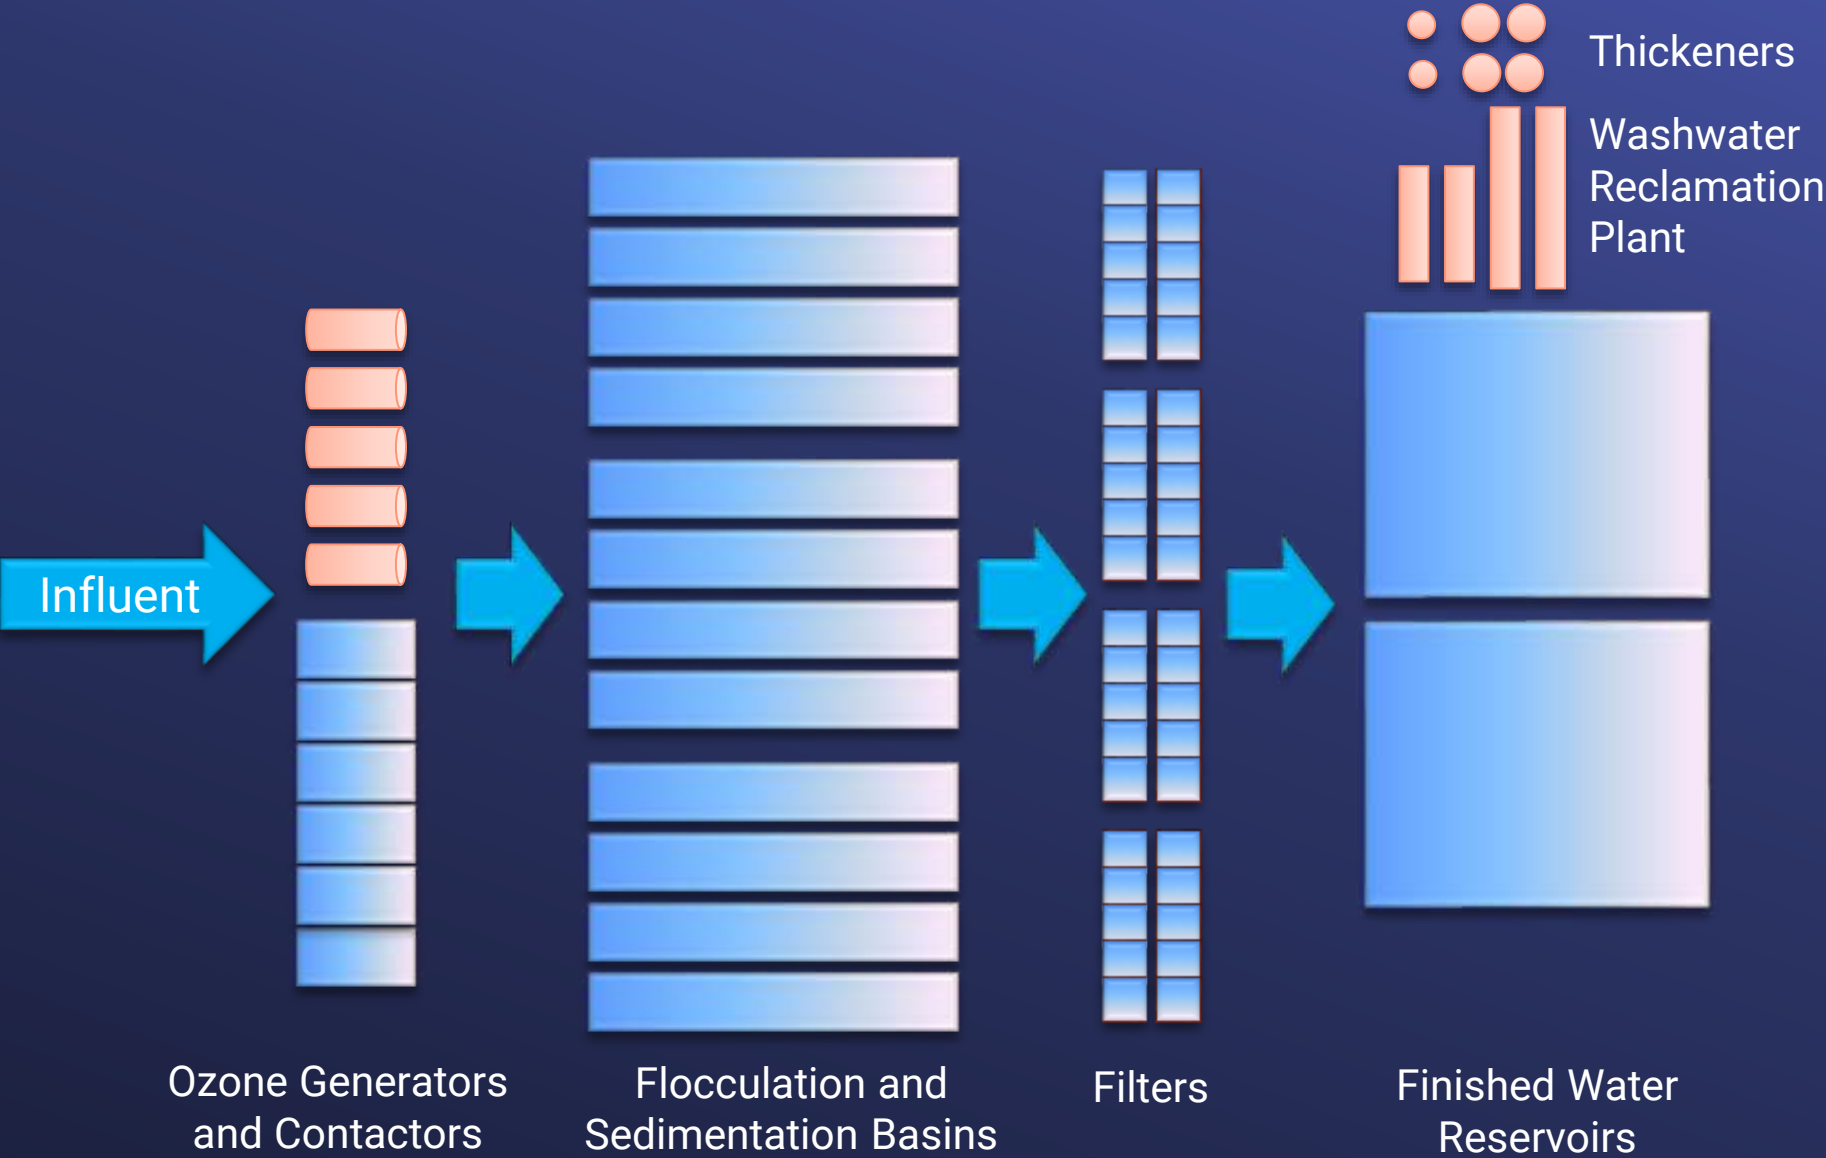 Thickeners
Washwater
Reclamation
Plant
Influent
Ozone Generators
and Contactors
Flocculation and
Sedimentation Basins
Filters
Finished Water
Reservoirs